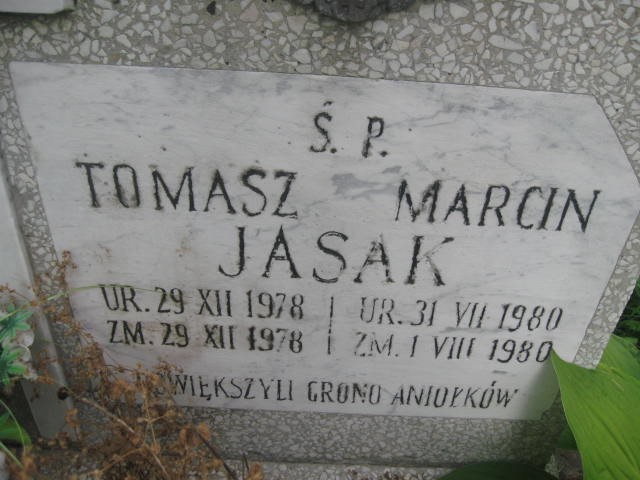 Ś. P.
TOMASZ MARCIN
JASAK
UR. 29 XII 1978 | UR. 31 VII 1980
ZM. 29 XII 1978 | ZM. 1 VIII 1980
GRONO ANIOŁKÓW